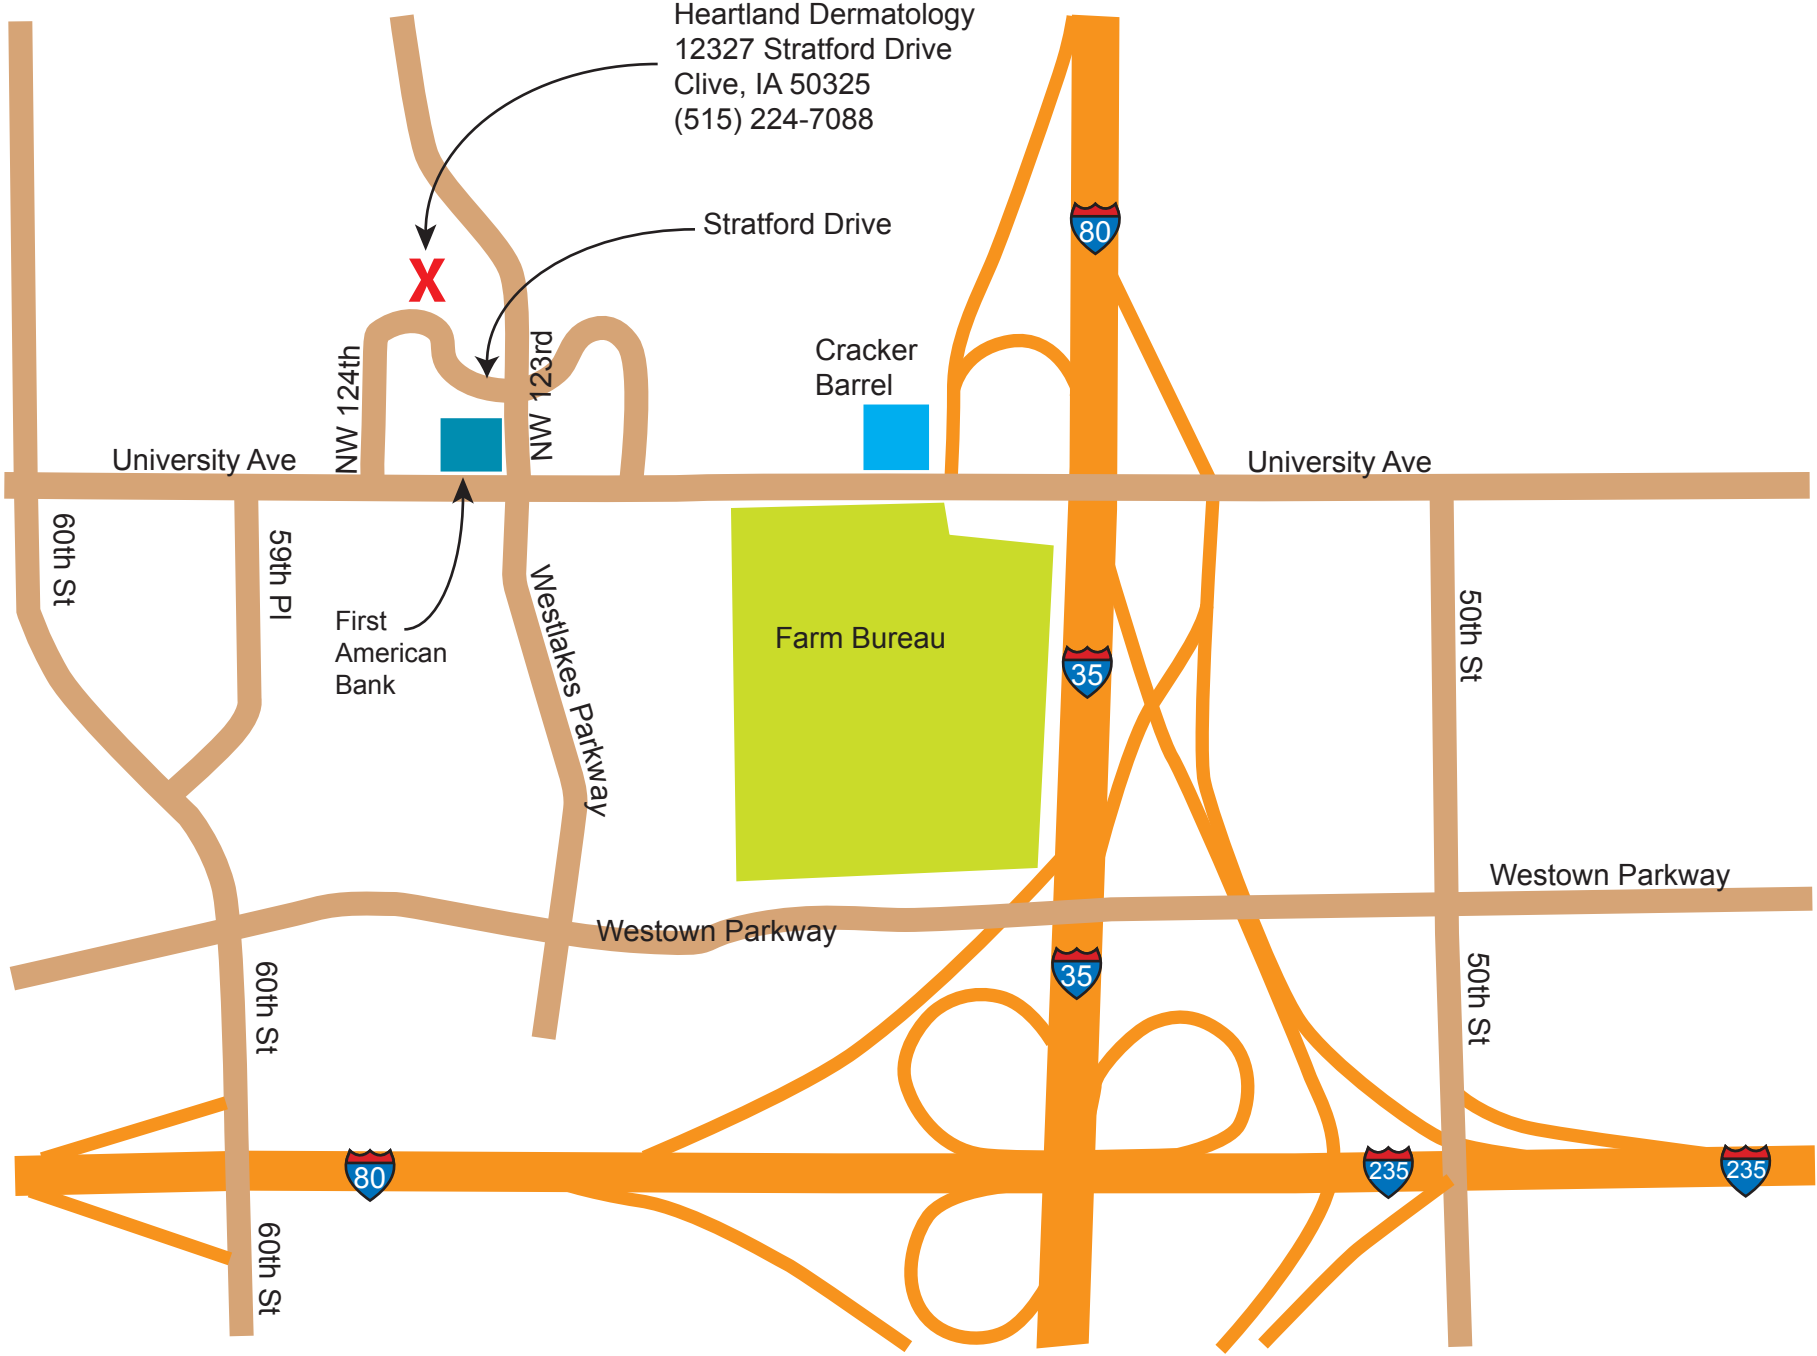 Heartland Dermatology
12327 Stratford Drive
Clive, IA 50325
(515) 224-7088
80
Stratford Drive
Cracker
Barrel
NW 124th
NW 123rd
University Ave
University Ave
60th St
59th Pl
First
American
Bank
Westlakes Parkway
Farm Bureau
35
50th St
Westown Parkway
Westown Parkway
60th St
35
50th St
80
235
235
60th St